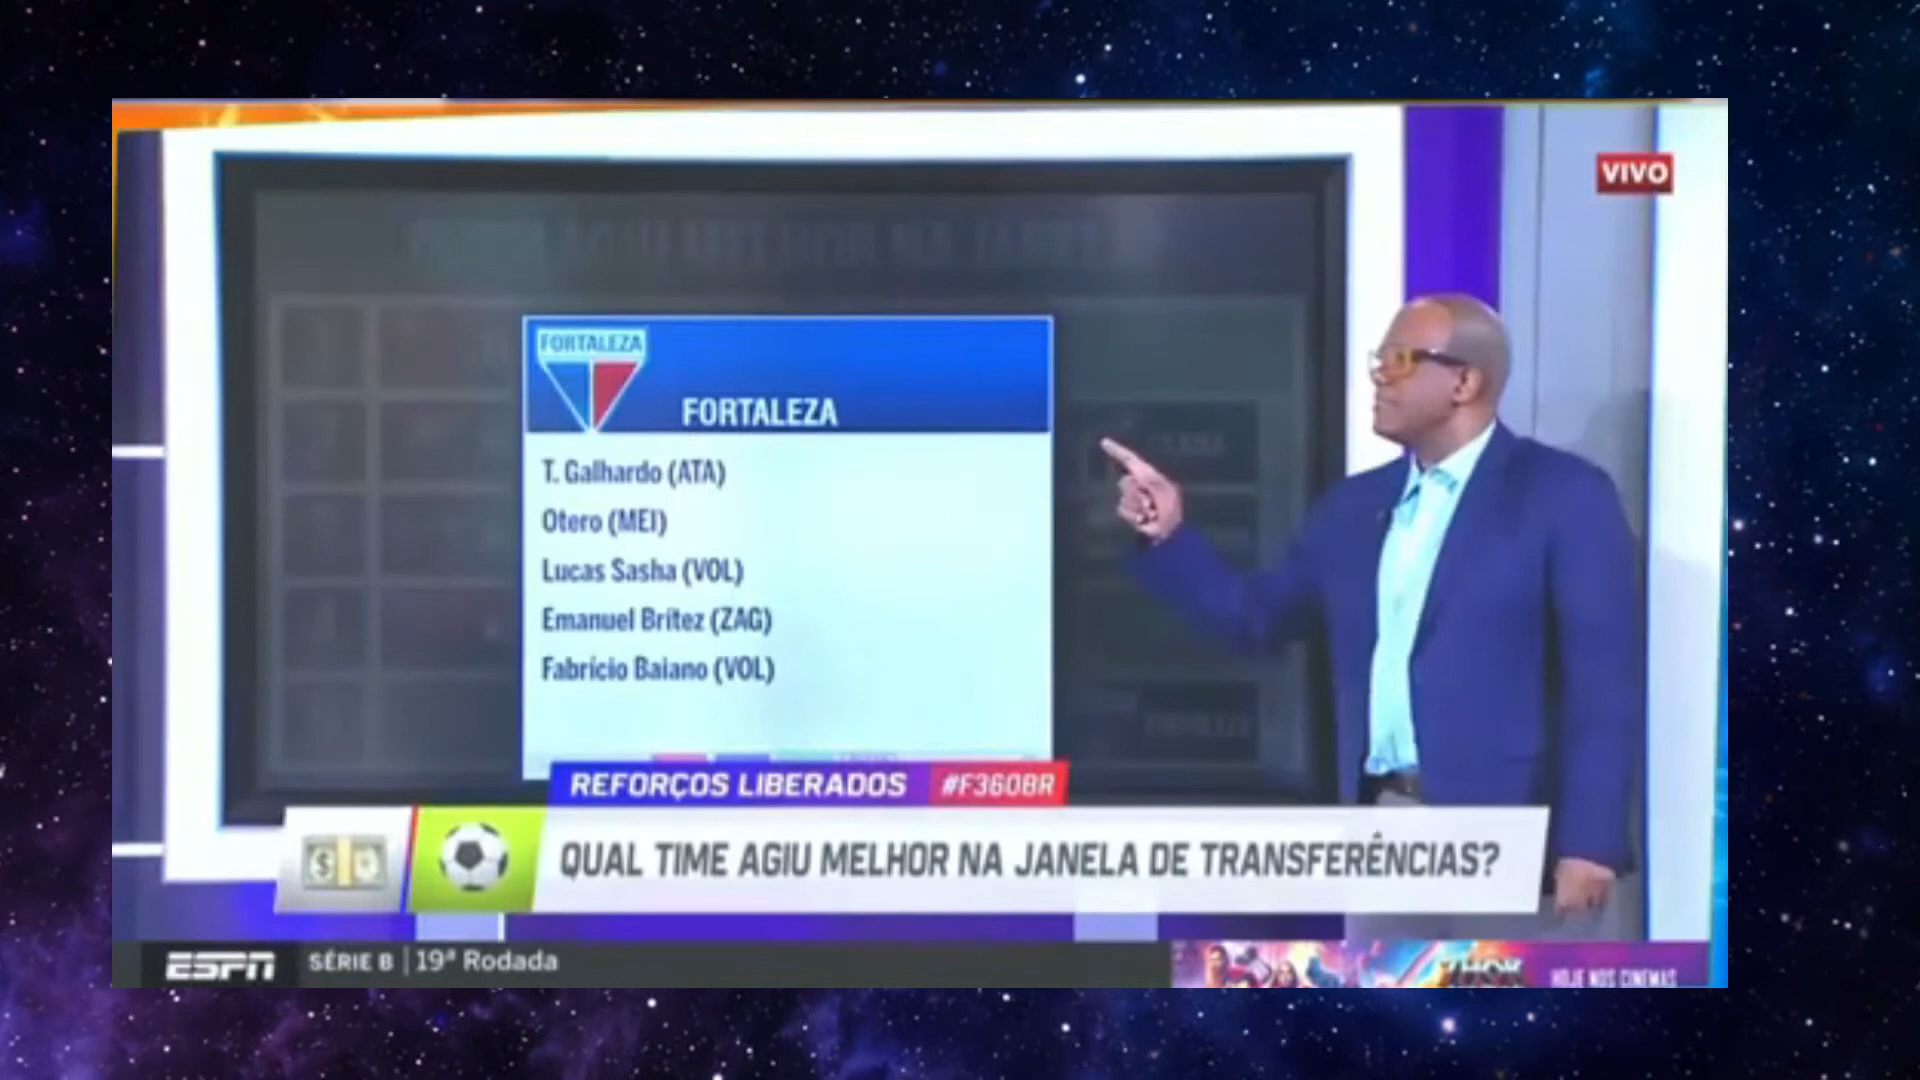 VIVO
FORTALEZA
FORTALEZA
T. Galhardo (ATA)
Otero (MEI)
Lucas Sasha (VOL)
Emanuel Brítez (ZAG)
Fabrício Baiano (VOL)
REFORÇOS LIBERADOS #F360BR
QUAL TIME AGIU MELHOR NA JANELA DE TRANSFERÊNCIAS?
ESPN SÉRIE B | 19ª Rodada
THOR
HOJE NOS CINEMAS